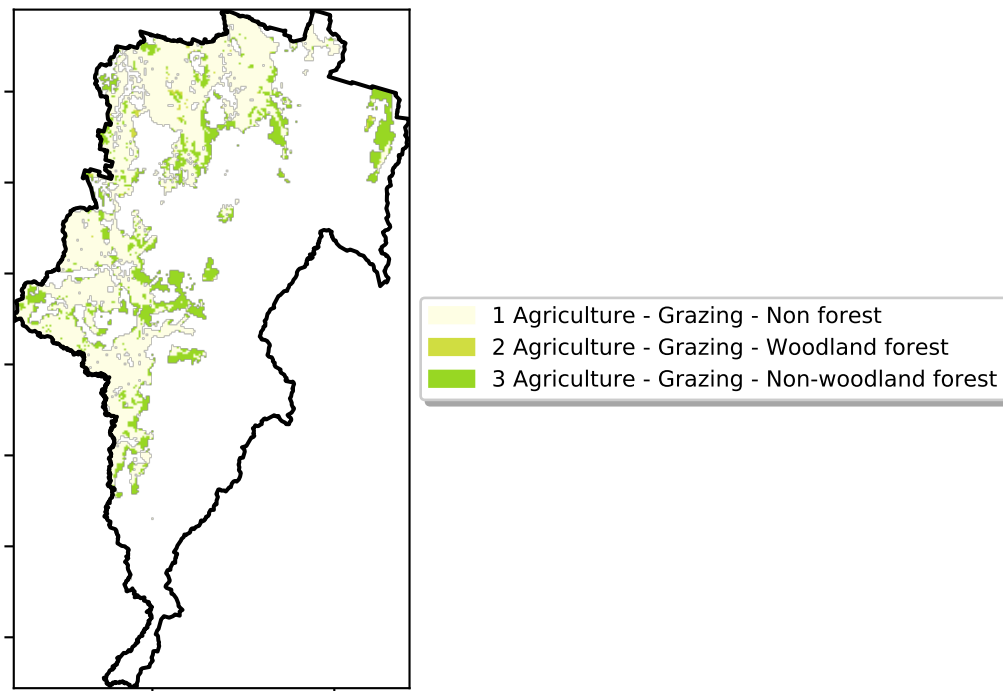 1 Agriculture - Grazing - Non forest
2 Agriculture - Grazing - Woodland forest
3 Agriculture - Grazing - Non-woodland forest